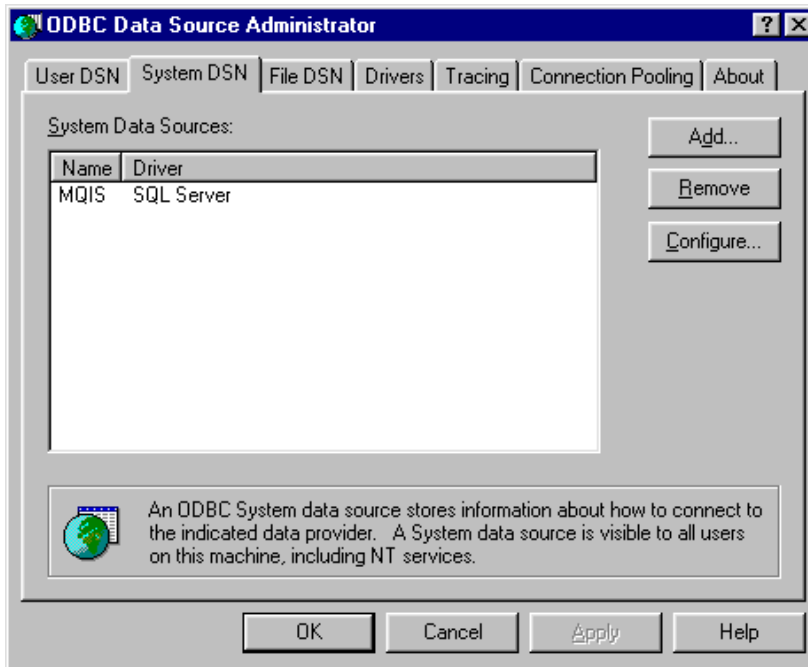 ODBC Data Source Administrator
User DSN System DSN File DSN Drivers Tracing Connection Pooling About
System Data Sources:
Name Driver
MQIS SQL Server
Add...
Remove
Configure...
An ODBC System data source stores information about how to connect to
the indicated data provider. A System data source is visible to all users
on this machine, including NT services.
OK Cancel Apply Help